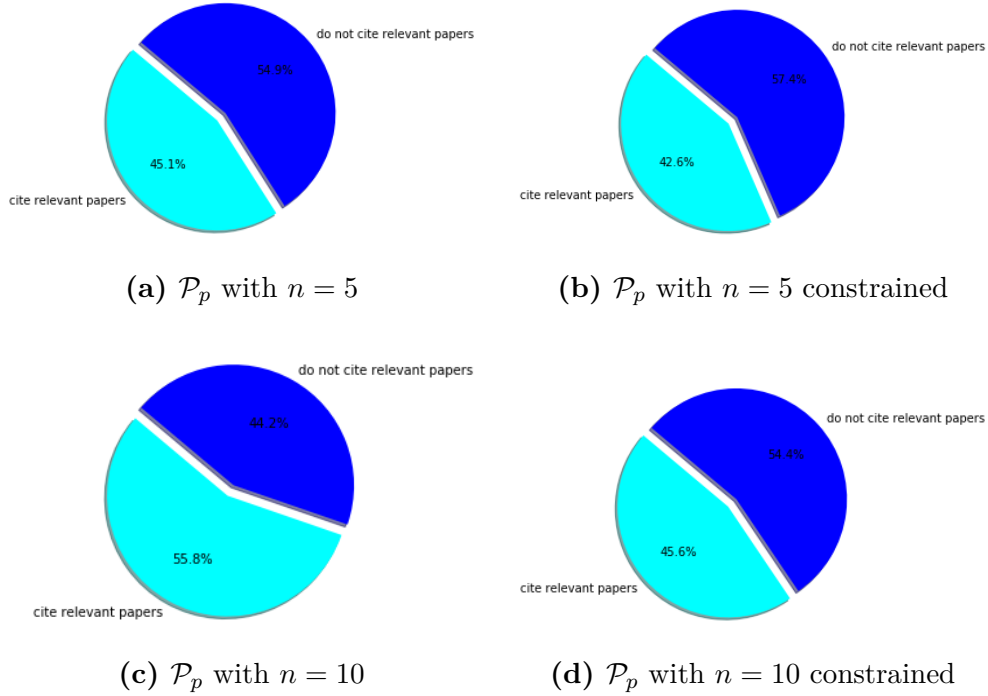 do not cite relevant papers
54.9%
45.1%
cite relevant papers
(a) 𝒫ₚ with n = 5
do not cite relevant papers
57.4%
42.6%
cite relevant papers
(b) 𝒫ₚ with n = 5 constrained
do not cite relevant papers
44.2%
55.8%
cite relevant papers
(c) 𝒫ₚ with n = 10
do not cite relevant papers
54.4%
45.6%
cite relevant papers
(d) 𝒫ₚ with n = 10 constrained